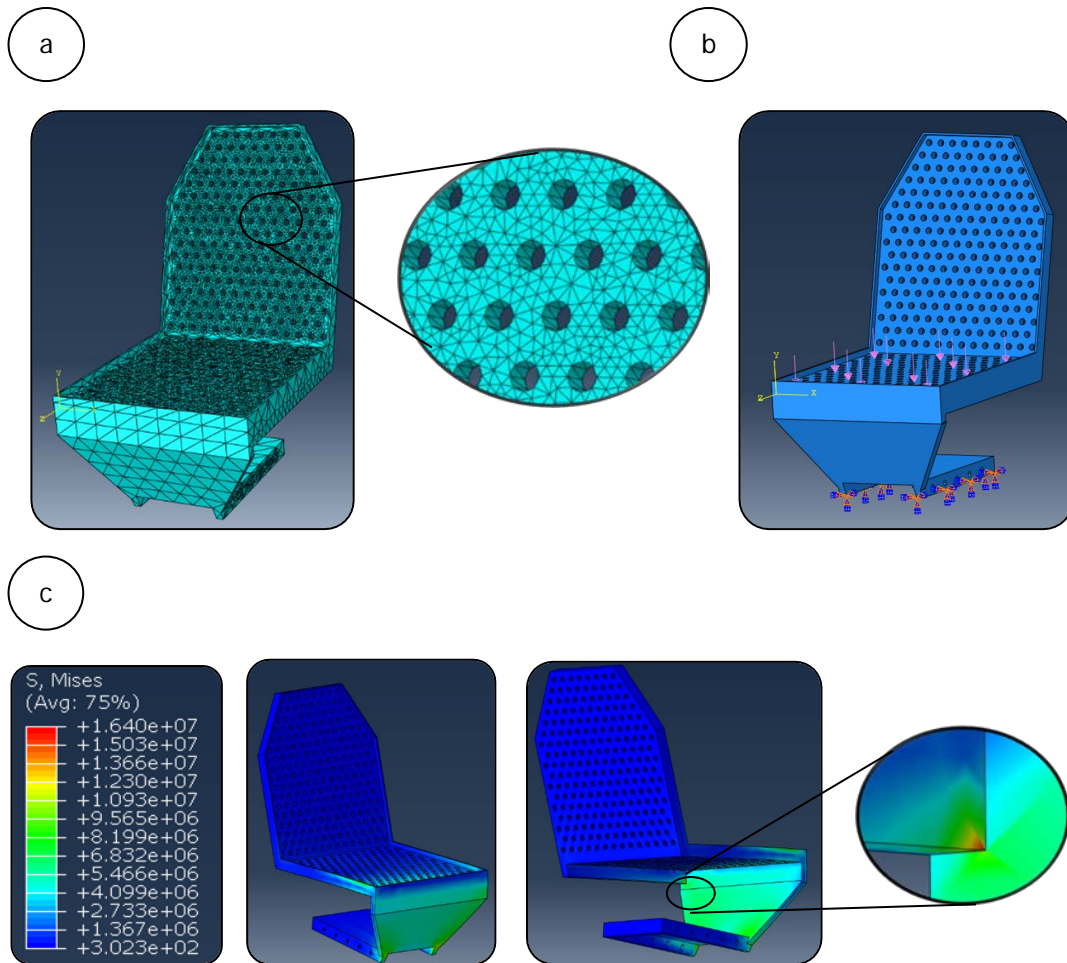 a
b
Y
Z
Y
X
Z
c
S, Mises
(Avg: 75%)
+1.640e+07
+1.503e+07
+1.366e+07
+1.230e+07
+1.093e+07
+9.565e+06
+8.199e+06
+6.832e+06
+5.466e+06
+4.099e+06
+2.733e+06
+1.367e+06
+3.023e+02